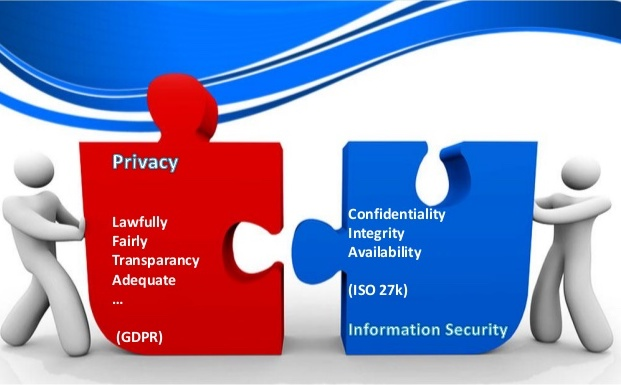 Privacy
Lawfully
Fairly
Transparancy
Adequate
...
(GDPR)
Confidentiality
Integrity
Availability
(ISO 27k)
Information Security